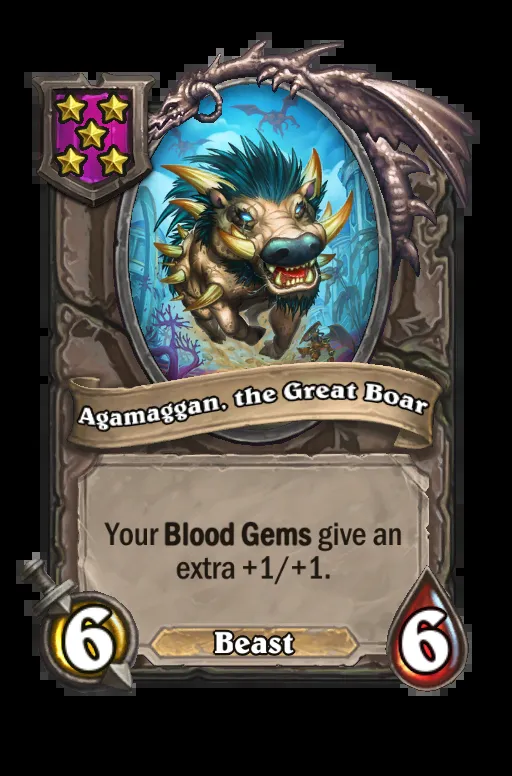 Agamaggan, the Great Boar
Your Blood Gems give an
extra +1/+1.
6
Beast
6